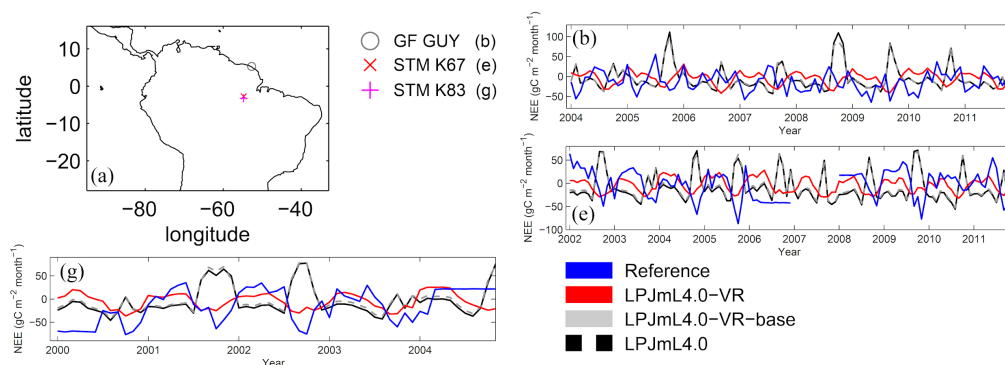 10
0
−10
−20
latitude
(a)
−80
−60
−40
longitude
GF GUY (b)
STM K67 (e)
STM K83 (g)
(b)
NEE (gC m−2 month−1)
100
50
0
−50
2004 2005 2006 2007 2008 2009 2010 2011
Year
(e)
NEE (gC m−2 month−1)
50
0
−50
−100
2002 2003 2004 2005 2006 2007 2008 2009 2010 2011
Year
(g)
NEE (gC m−2 month−1)
50
0
−50
2000 2001 2002 2003 2004
Year
Reference
LPJmL4.0−VR
LPJmL4.0−VR−base
LPJmL4.0